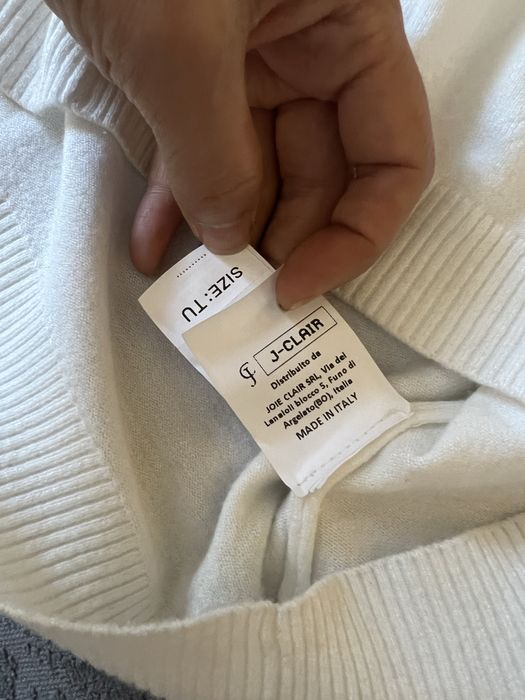 SIZE: TU
J-CLAIR
Distribuito da
JOIE CLAIR SRL, Via dei
Lanaioli blocco 5, Funo di
Argelato(BO), Italia
MADE IN ITALY